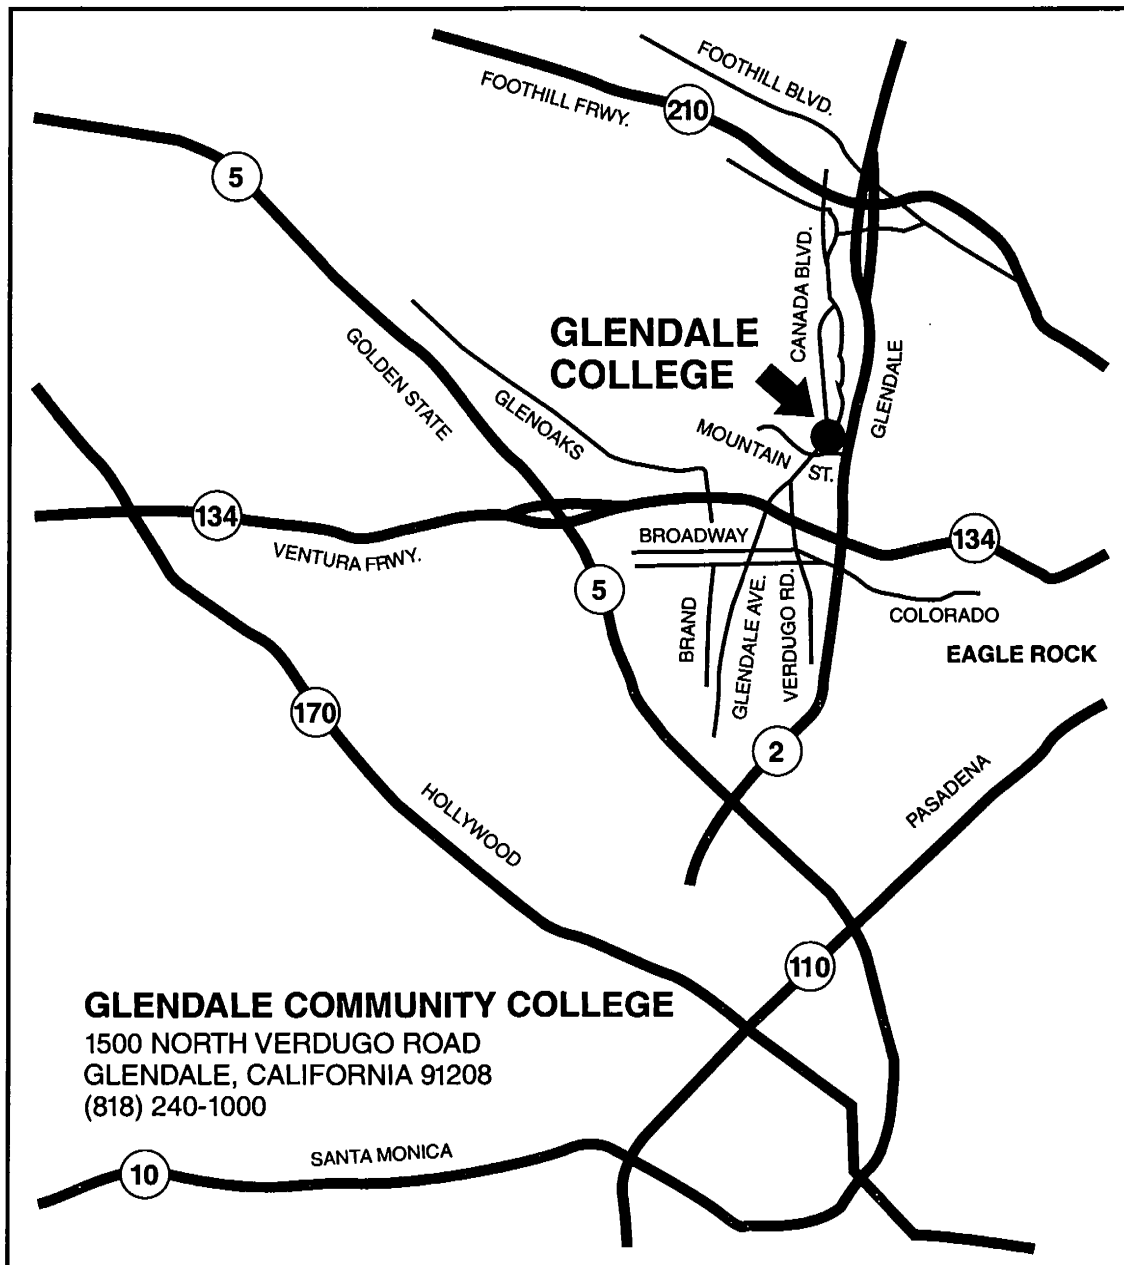 FOOTHILL BLVD.
FOOTHILL FRWY.
210
5
CANADA BLVD.
GLENDALE
COLLEGE
GLENDALE
GOLDEN STATE
GLENOAKS
MOUNTAIN
ST.
134
VENTURA FRWY.
BROADWAY
134
5
BRAND
GLENDALE AVE.
VERDUGO RD.
COLORADO
EAGLE ROCK
170
2
HOLLYWOOD
PASADENA
110
GLENDALE COMMUNITY COLLEGE
1500 NORTH VERDUGO ROAD
GLENDALE, CALIFORNIA 91208
(818) 240-1000
SANTA MONICA
10